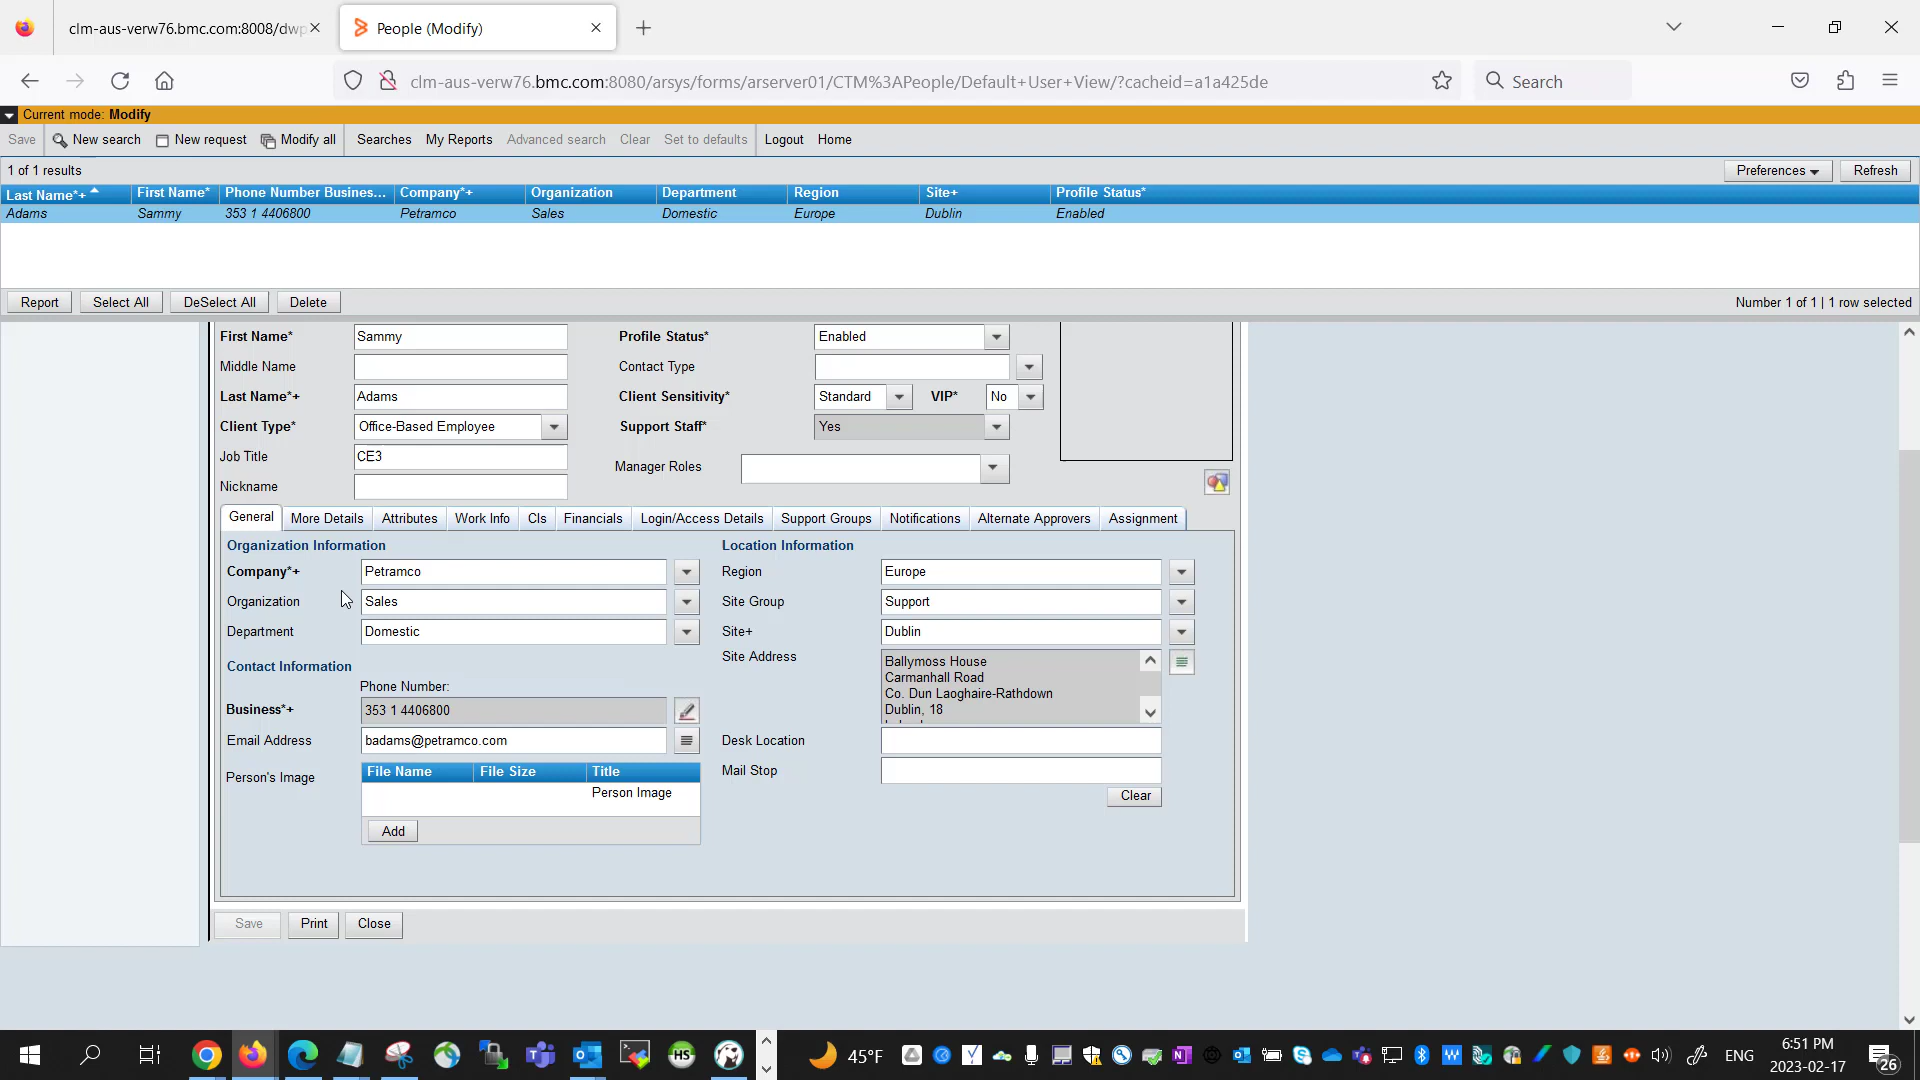 clm-aus-verw76.bmc.com:8008/dwp
People (Modify)
clm-aus-verw76.bmc.com:8080/arsys/forms/arserver01/CTM%3APeople/Default+User+View/?cacheid=a1a425de
Search
Current mode: Modify
Save New search New request Modify all Searches My Reports Advanced search Clear Set to defaults Logout Home
1 of 1 results Preferences Refresh
Last Name*+ First Name* Phone Number Busines... Company*+ Organization Department Region Site+ Profile Status*
Adams Sammy 353 1 4406800 Petramco Sales Domestic Europe Dublin Enabled
Report Select All DeSelect All Delete Number 1 of 1 | 1 row selected
First Name* Sammy Profile Status* Enabled
Middle Name Contact Type
Last Name*+ Adams Client Sensitivity* Standard VIP* No
Client Type* Office-Based Employee Support Staff* Yes
Job Title CE3
Manager Roles
Nickname
General More Details Attributes Work Info CIs Financials Login/Access Details Support Groups Notifications Alternate Approvers Assignment
Organization Information Location Information
Company*+ Petramco Region Europe
Organization Sales Site Group Support
Department Domestic Site+ Dublin
Site Address Ballymoss House
Carmanhall Road
Co. Dun Laoghaire-Rathdown
Dublin, 18
Contact Information
Phone Number:
Business*+ 353 1 4406800
Email Address badams@petramco.com Desk Location
Person's Image File Name File Size Title Mail Stop
Person Image Clear
Add
Save Print Close
45°F ENG 6:51 PM
2023-02-17
26